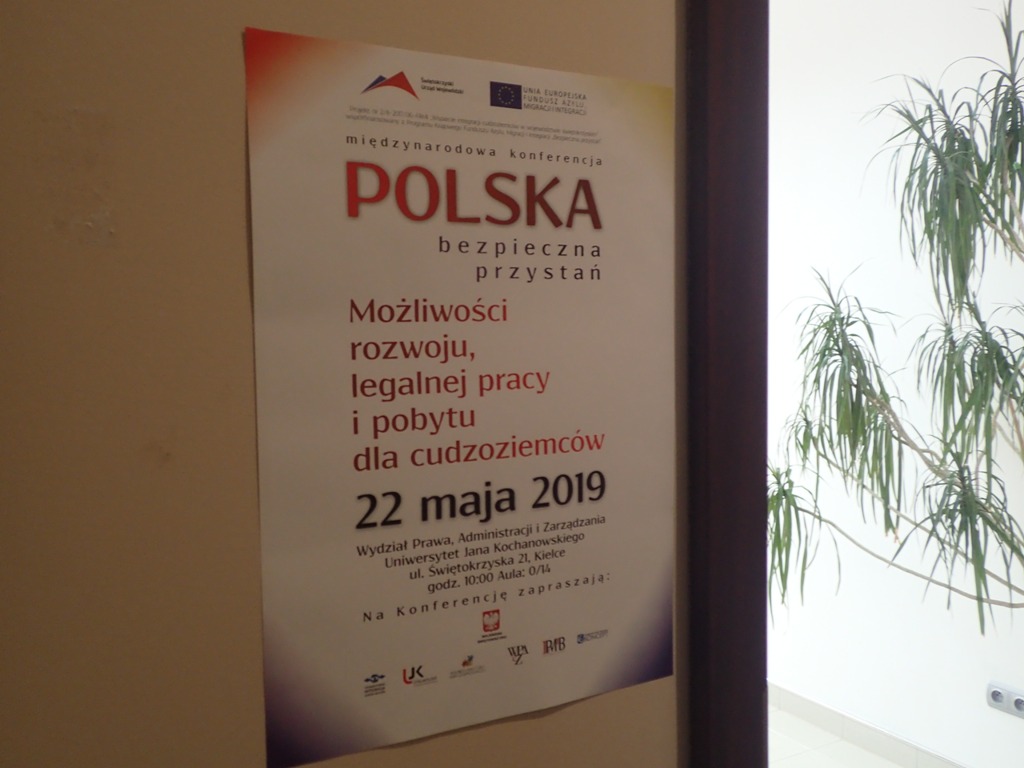 Świętokrzyski
Urząd Wojewódzki
UNIA EUROPEJSKA
FUNDUSZ AZYLU,
MIGRACJI I INTEGRACJI
międzynarodowa konferencja
POLSKA
bezpieczna
przystań
Możliwości
rozwoju,
legalnej pracy
i pobytu
dla cudzoziemców
22 maja 2019
Wydział Prawa, Administracji i Zarządzania
Uniwersytet Jana Kochanowskiego
ul. Świętokrzyska 21, Kielce
godz. 10:00 Aula: 0/14
Na Konferencję zapraszają:
UJK